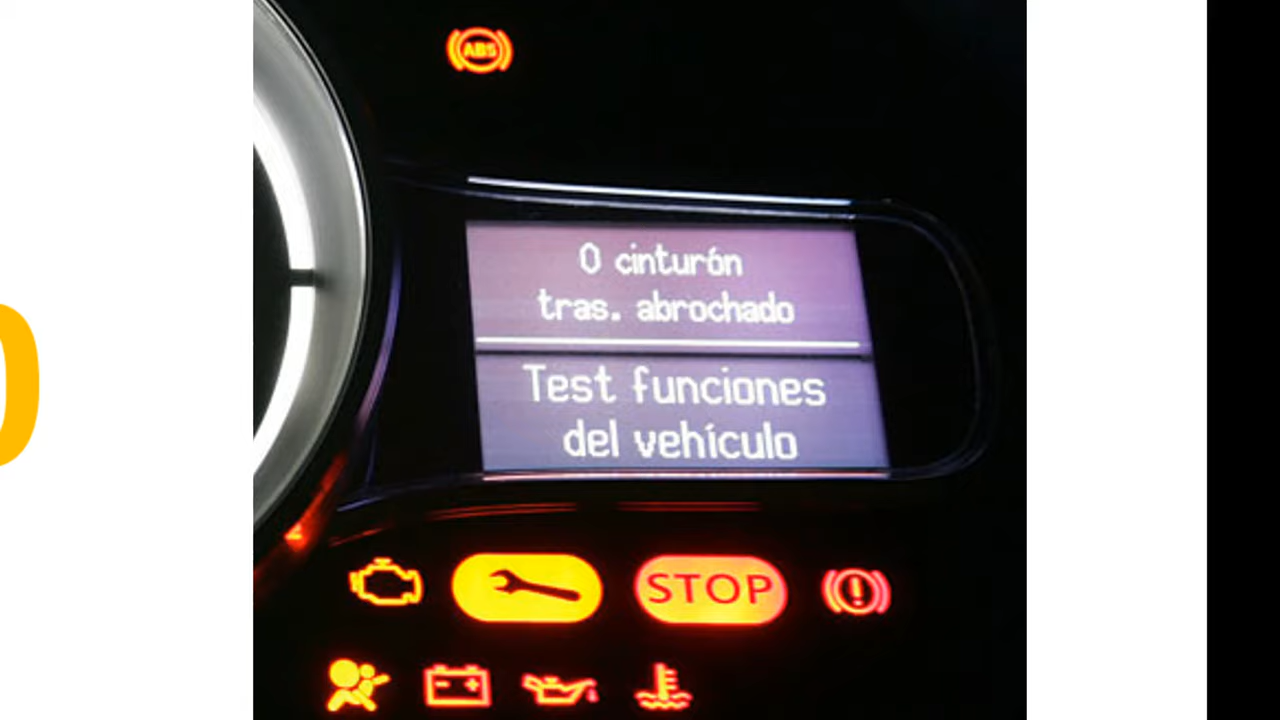 ABS
0 cinturón
tras. abrochado
Test funciones
del vehículo
STOP